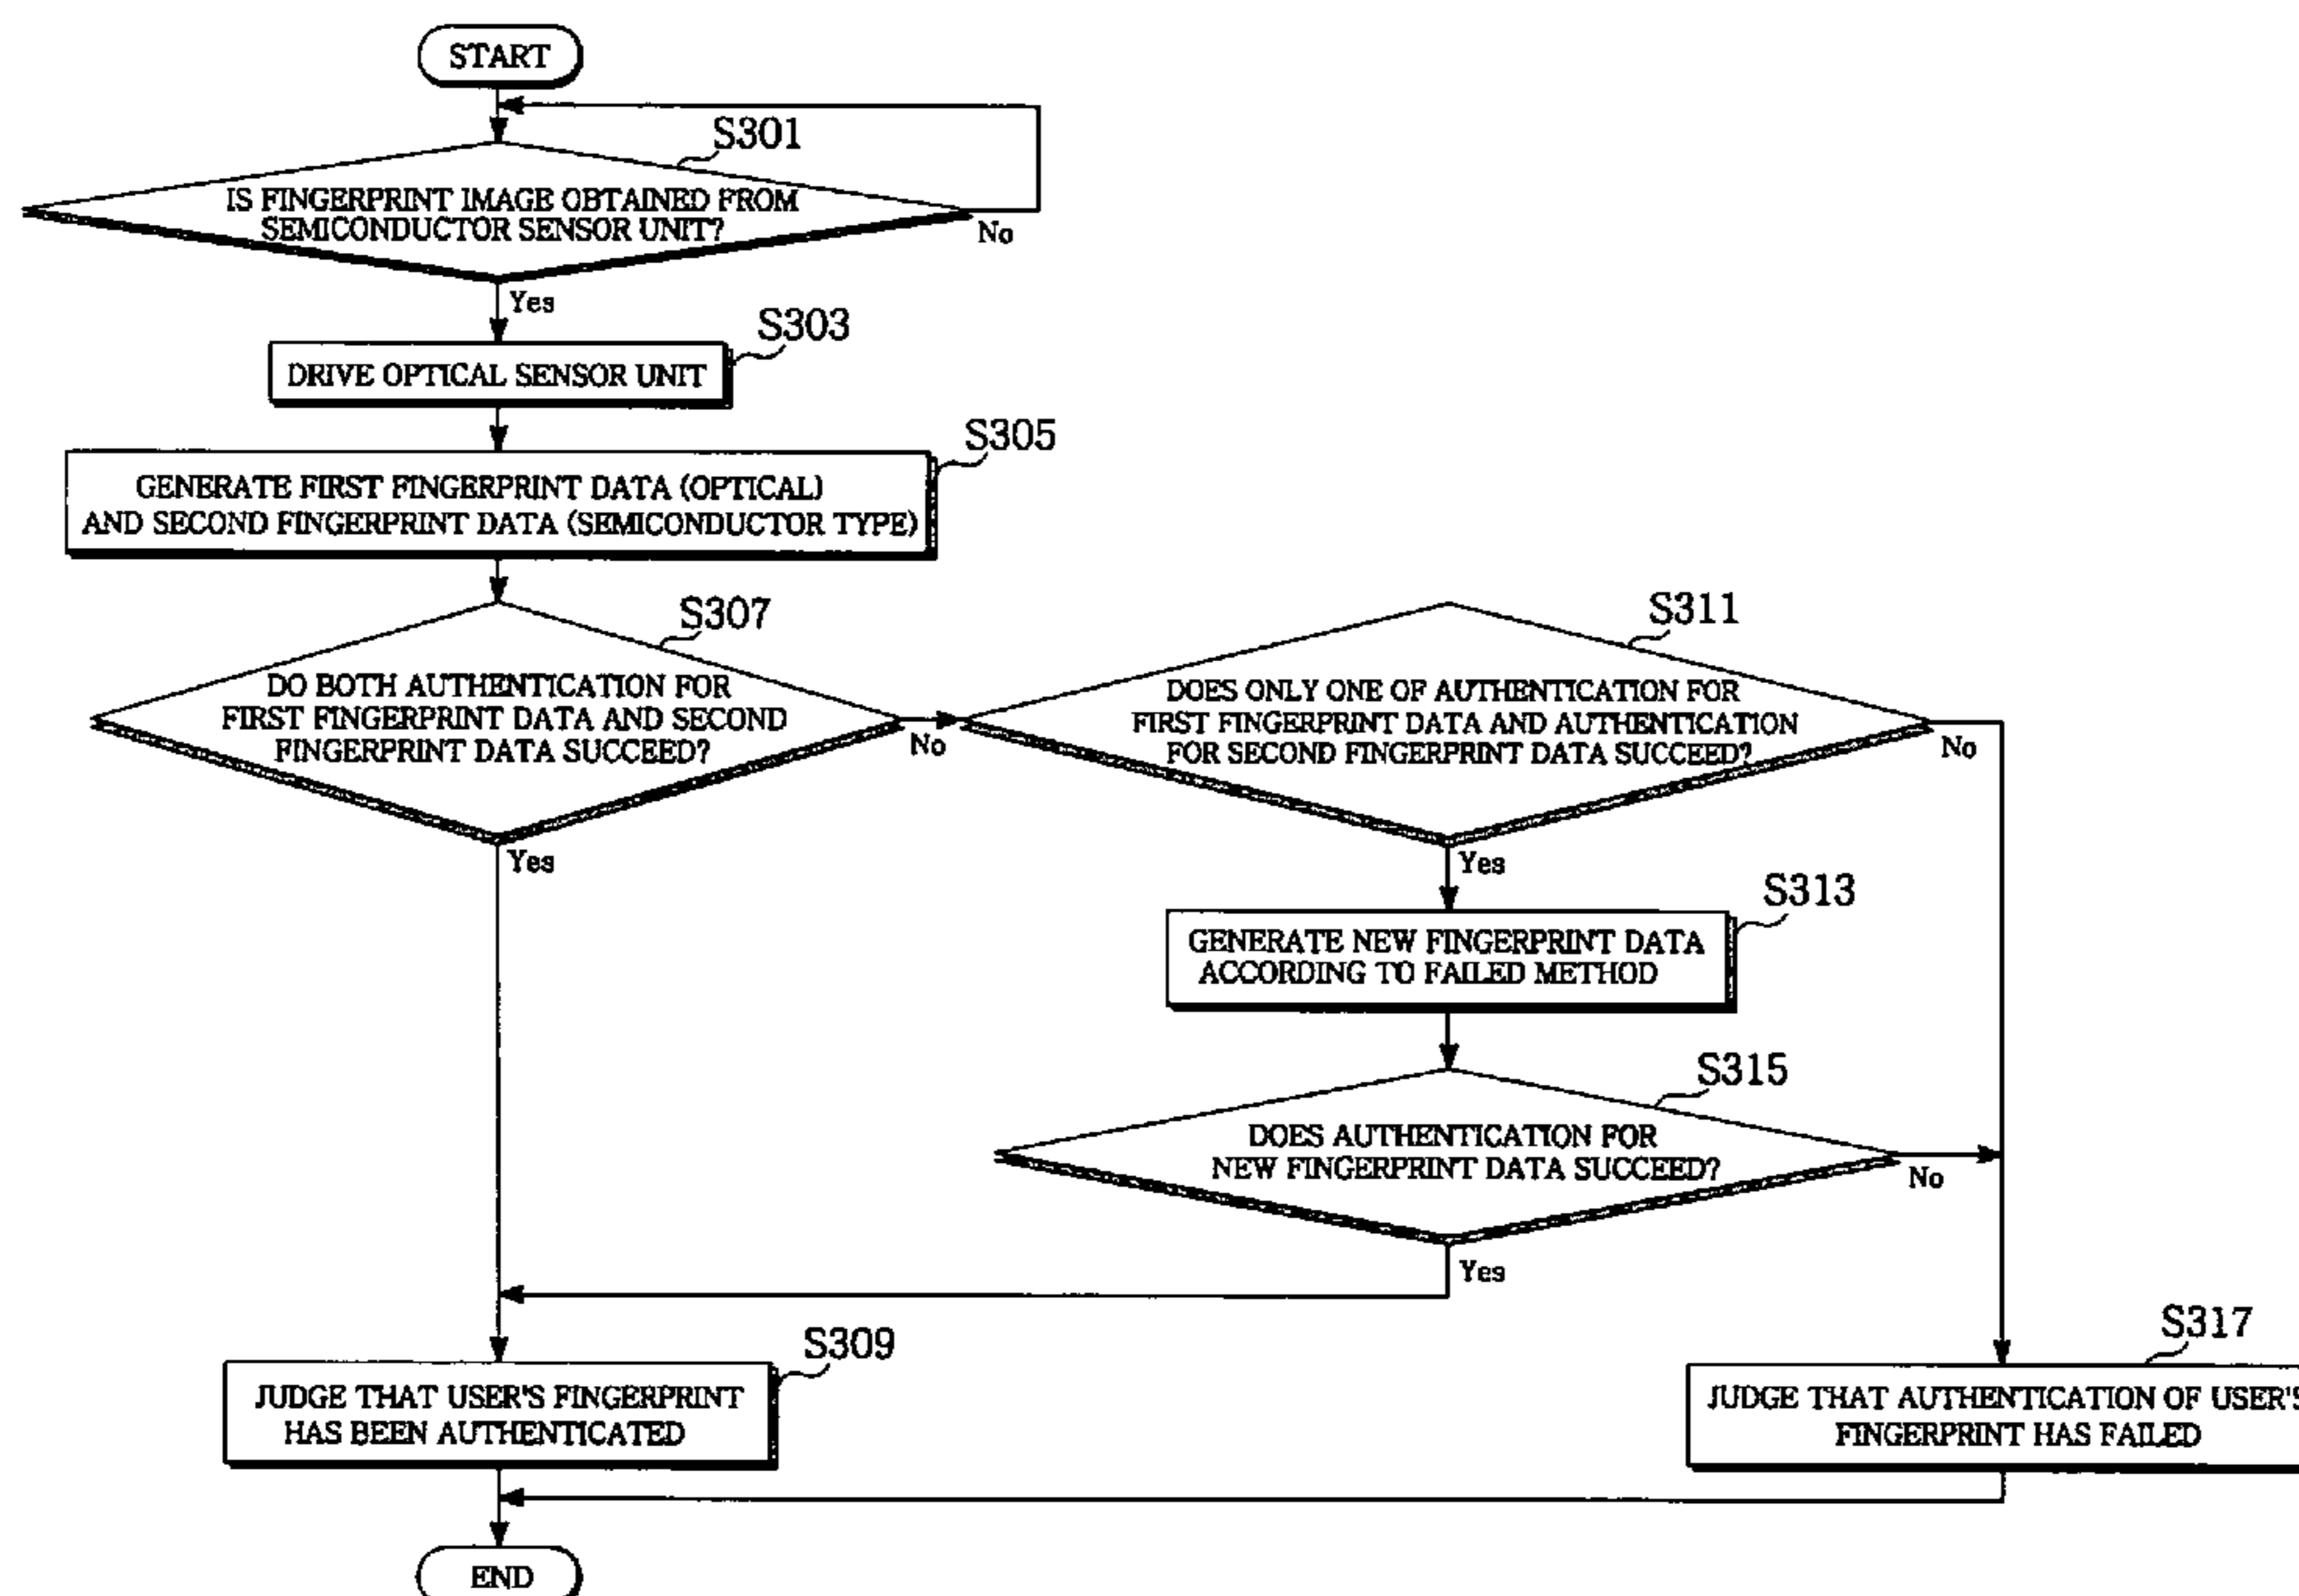 START
S301
IS FINGERPRINT IMAGE OBTAINED FROM
SEMICONDUCTOR SENSOR UNIT?
No
Yes
S303
DRIVE OPTICAL SENSOR UNIT
S305
GENERATE FIRST FINGERPRINT DATA (OPTICAL)
AND SECOND FINGERPRINT DATA (SEMICONDUCTOR TYPE)
S307
DO BOTH AUTHENTICATION FOR
FIRST FINGERPRINT DATA AND SECOND
FINGERPRINT DATA SUCCEED?
No
Yes
S311
DOES ONLY ONE OF AUTHENTICATION FOR
FIRST FINGERPRINT DATA AND AUTHENTICATION
FOR SECOND FINGERPRINT DATA SUCCEED?
No
Yes
S313
GENERATE NEW FINGERPRINT DATA
ACCORDING TO FAILED METHOD
S315
DOES AUTHENTICATION FOR
NEW FINGERPRINT DATA SUCCEED?
No
Yes
S309
JUDGE THAT USER'S FINGERPRINT
HAS BEEN AUTHENTICATED
S317
JUDGE THAT AUTHENTICATION OF USER'S
FINGERPRINT HAS FAILED
END